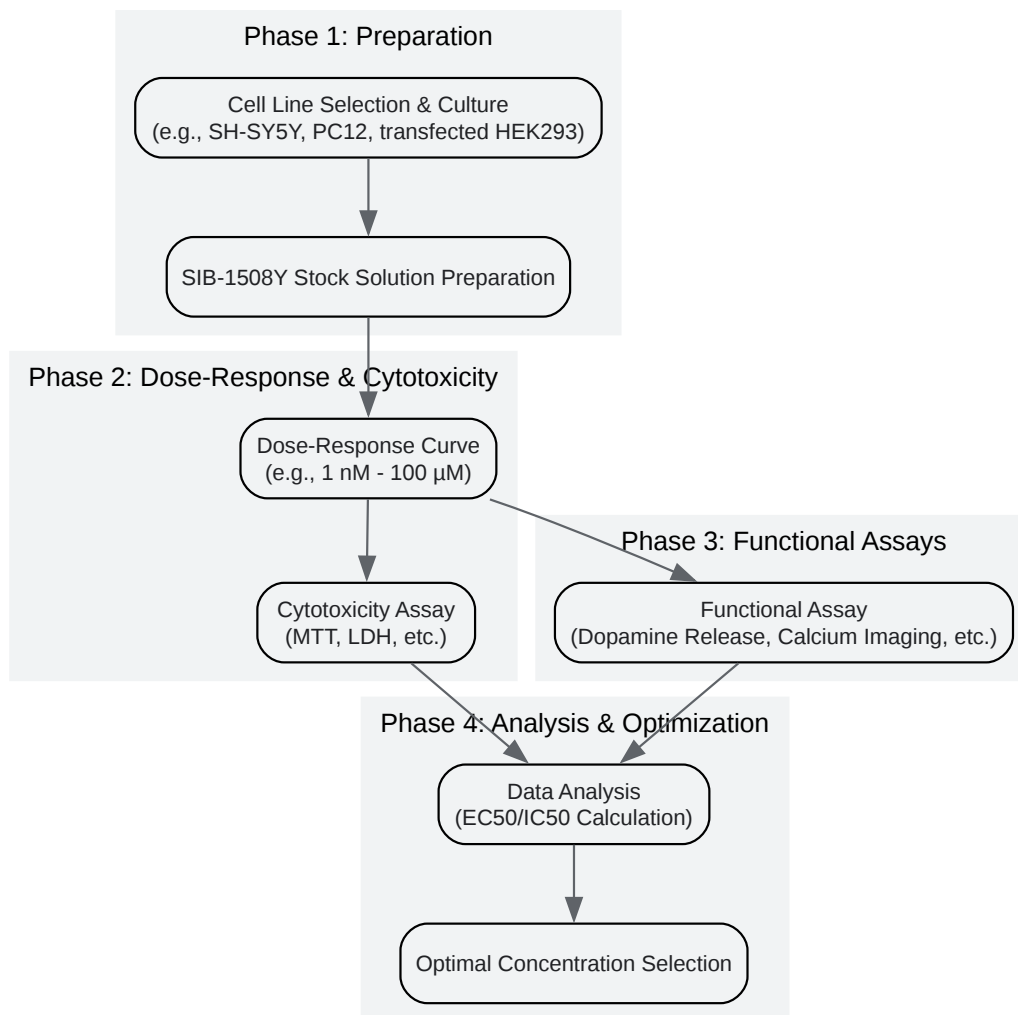 Phase 1: Preparation
Cell Line Selection & Culture
(e.g., SH-SY5Y, PC12, transfected HEK293)
SIB-1508Y Stock Solution Preparation
Phase 2: Dose-Response & Cytotoxicity
Dose-Response Curve
(e.g., 1 nM - 100 µM)
Phase 3: Functional Assays
Cytotoxicity Assay
(MTT, LDH, etc.)
Functional Assay
(Dopamine Release, Calcium Imaging, etc.)
Phase 4: Analysis & Optimization
Data Analysis
(EC50/IC50 Calculation)
Optimal Concentration Selection